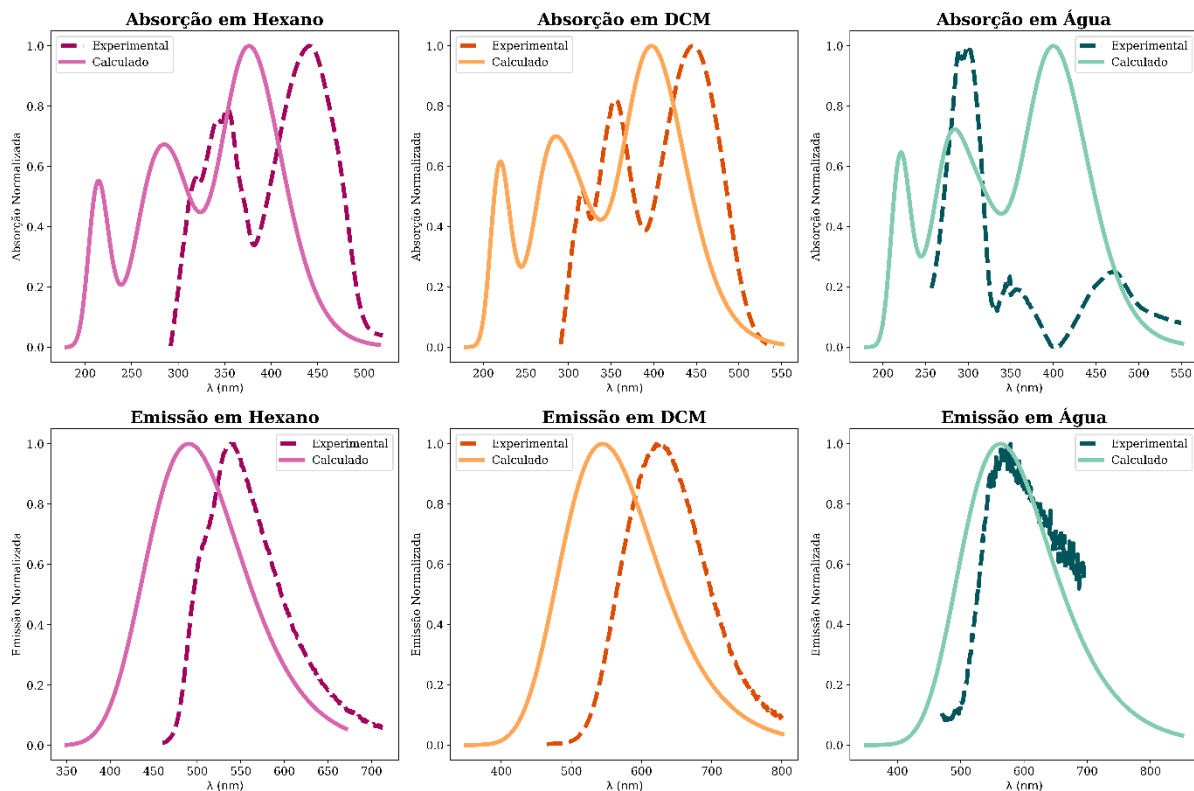 Absorção em Hexano
Experimental
Calculado
Absorção Normalizada
1.0
0.8
0.6
0.4
0.2
0.0
200 250 300 350 400 450 500
λ (nm)
Absorção em DCM
Experimental
Calculado
Absorção Normalizada
1.0
0.8
0.6
0.4
0.2
0.0
200 250 300 350 400 450 500 550
λ (nm)
Absorção em Água
Experimental
Calculado
Absorção Normalizada
1.0
0.8
0.6
0.4
0.2
0.0
200 250 300 350 400 450 500 550
λ (nm)
Emissão em Hexano
Experimental
Calculado
Emissão Normalizada
1.0
0.8
0.6
0.4
0.2
0.0
350 400 450 500 550 600 650 700
λ (nm)
Emissão em DCM
Experimental
Calculado
Emissão Normalizada
1.0
0.8
0.6
0.4
0.2
0.0
400 500 600 700 800
λ (nm)
Emissão em Água
Experimental
Calculado
Emissão Normalizada
1.0
0.8
0.6
0.4
0.2
0.0
400 500 600 700 800
λ (nm)